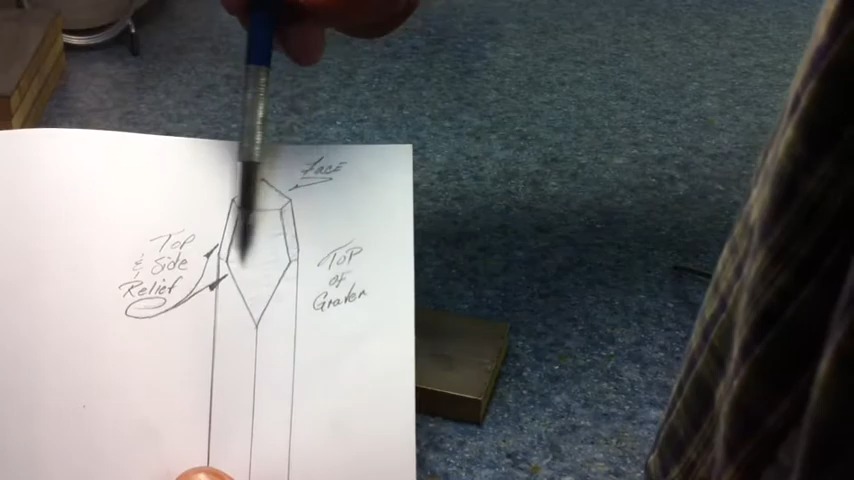 Face
Top
& Side
Relief
Top
of
Graver